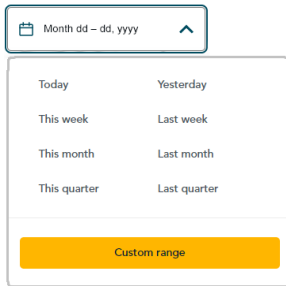 Month dd – dd, yyyy
Today Yesterday
This week Last week
This month Last month
This quarter Last quarter
Custom range